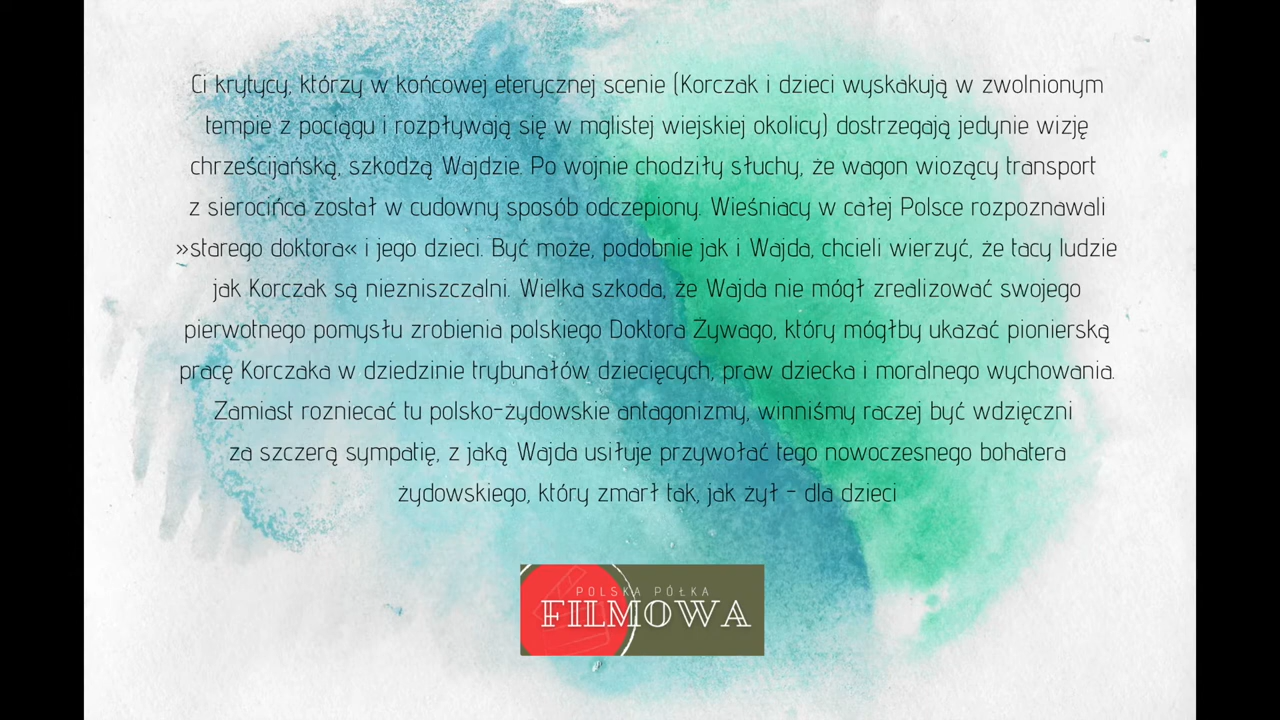 Ci krytycy, którzy w końcowej eterycznej scenie (Korczak i dzieci wyskakują w zwolnionym
tempie z pociągu i rozpływają się w mglistej wiejskiej okolicy) dostrzegają jedynie wizję
chrześcijańską, szkodzą Wajdzie. Po wojnie chodziły słuchy, że wagon wiozący transport
z sierocińca został w cudowny sposób odczepiony. Wieśniacy w całej Polsce rozpoznawali
»starego doktora« i jego dzieci. Być może, podobnie jak i Wajda, chcieli wierzyć, że tacy ludzie
jak Korczak są niezniszczalni. Wielka szkoda, że Wajda nie mógł zrealizować swojego
pierwotnego pomysłu zrobienia polskiego Doktora Żywago, który mógłby ukazać pionierską
pracę Korczaka w dziedzinie trybunałów dziecięcych, praw dziecka i moralnego wychowania.
Zamiast rozniecać tu polsko-żydowskie antagonizmy, winniśmy raczej być wdzięczni
za szczerą sympatię, z jaką Wajda usiłuje przywołać tego nowoczesnego bohatera
żydowskiego, który zmarł tak, jak żył - dla dzieci
POLSKA PÓŁKA
FILMOWA